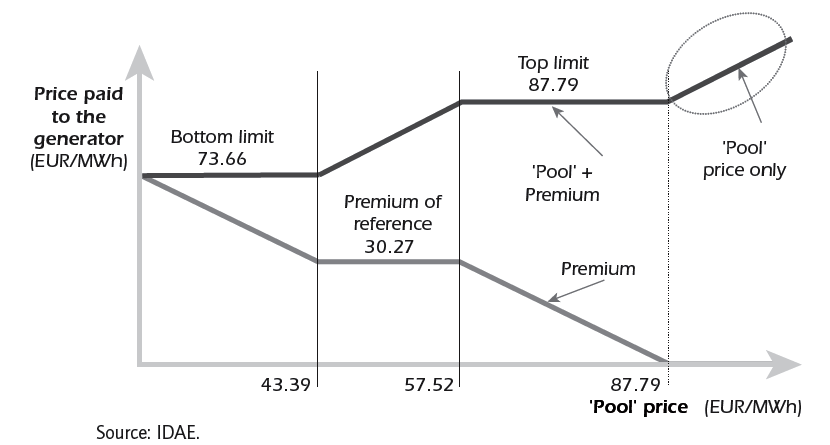 Price paid
to the
generator
(EUR/MWh)
Bottom limit
73.66
Top limit
87.79
Premium of
reference
30.27
'Pool' +
Premium
'Pool'
price only
Premium
43.39
57.52
87.79
'Pool' price (EUR/MWh)
Source: IDAE.